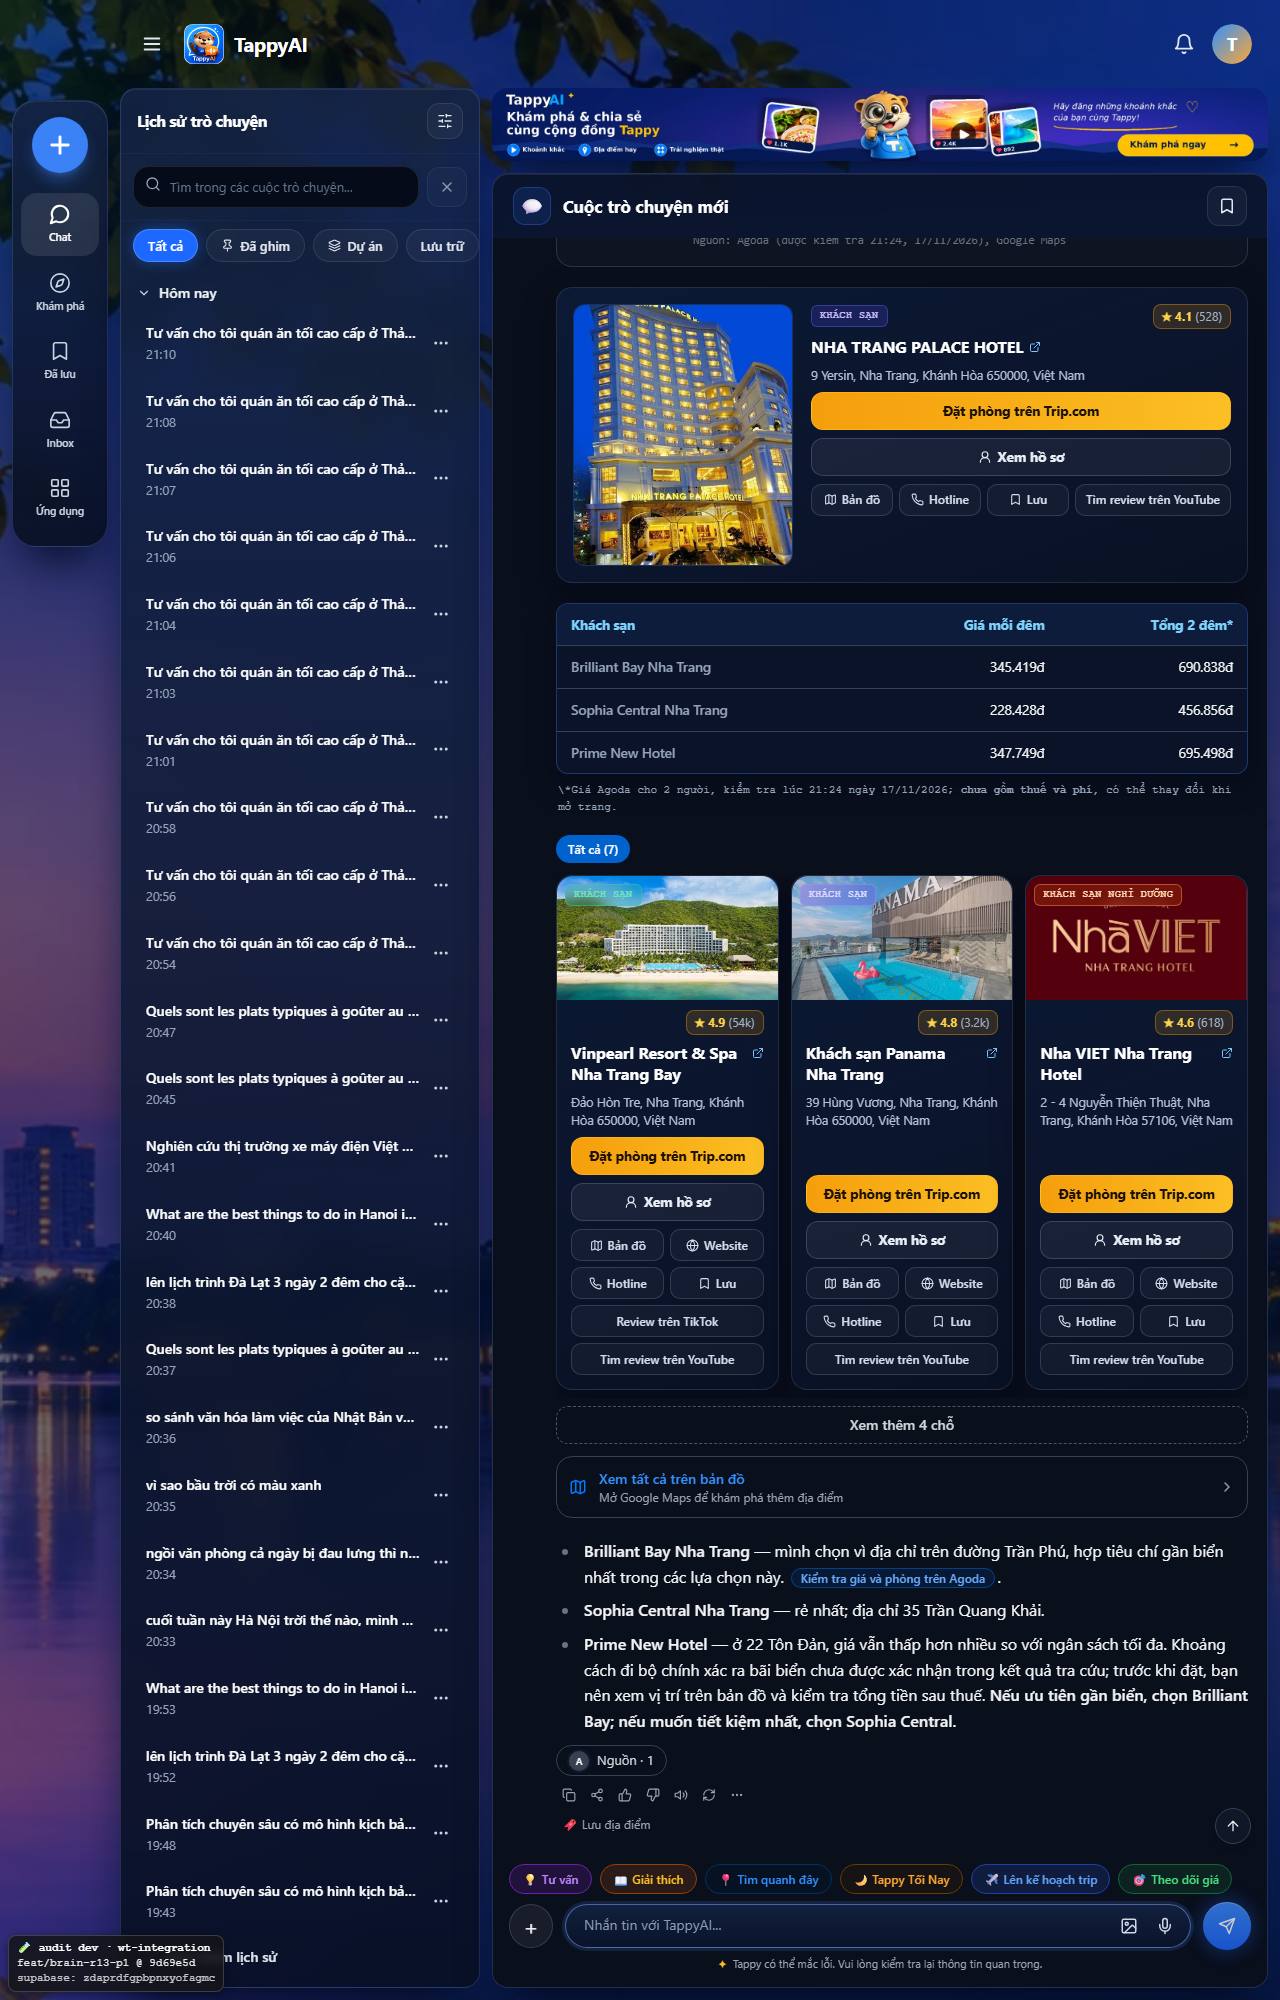 TappyAI
T
TappyAI
Khám phá & chia sẻ
cùng cộng đồng Tappy
Khoảnh khắc
Địa điểm hay
Trải nghiệm thật
1.1K
2.4K
892
Hãy đăng những khoảnh khắc
của bạn cùng Tappy!
Khám phá ngay →
Chat
Khám phá
Đã lưu
Inbox
Ứng dụng
Lịch sử trò chuyện
Tìm trong các cuộc trò chuyện...
Tất cả
Đã ghim
Dự án
Lưu trữ
Hôm nay
Tư vấn cho tôi quán ăn tối cao cấp ở Thả...
21:10
Tư vấn cho tôi quán ăn tối cao cấp ở Thả...
21:08
Tư vấn cho tôi quán ăn tối cao cấp ở Thả...
21:07
Tư vấn cho tôi quán ăn tối cao cấp ở Thả...
21:06
Tư vấn cho tôi quán ăn tối cao cấp ở Thả...
21:04
Tư vấn cho tôi quán ăn tối cao cấp ở Thả...
21:03
Tư vấn cho tôi quán ăn tối cao cấp ở Thả...
21:01
Tư vấn cho tôi quán ăn tối cao cấp ở Thả...
20:58
Tư vấn cho tôi quán ăn tối cao cấp ở Thả...
20:56
Tư vấn cho tôi quán ăn tối cao cấp ở Thả...
20:54
Quels sont les plats typiques à goûter au ...
20:47
Quels sont les plats typiques à goûter au ...
20:45
Nghiên cứu thị trường xe máy điện Việt ...
20:41
What are the best things to do in Hanoi i...
20:40
lên lịch trình Đà Lạt 3 ngày 2 đêm cho cặ...
20:38
Quels sont les plats typiques à goûter au ...
20:37
so sánh văn hóa làm việc của Nhật Bản v...
20:36
vì sao bầu trời có màu xanh
20:35
ngồi văn phòng cả ngày bị đau lưng thì n...
20:34
cuối tuần này Hà Nội trời thế nào, mình ...
20:33
What are the best things to do in Hanoi i...
19:53
lên lịch trình Đà Lạt 3 ngày 2 đêm cho cặ...
19:52
Phân tích chuyên sâu có mô hình kịch bả...
19:48
Phân tích chuyên sâu có mô hình kịch bả...
19:43
m lịch sử
audit dev · wt-integration
feat/brain-r13-p1 @ 9d69e5d
supabase: zdaprdfgpbpnxyofagmc
Cuộc trò chuyện mới
Nguồn: Agoda (được kiểm tra 21:24, 17/11/2026), Google Maps
NHA TRANG PALACE HOTEL
KHÁCH SẠN
★ 4.1 (528)
NHA TRANG PALACE HOTEL
9 Yersin, Nha Trang, Khánh Hòa 650000, Việt Nam
Đặt phòng trên Trip.com
Xem hồ sơ
Bản đồ
Hotline
Lưu
Tìm review trên YouTube
Khách sạn Giá mỗi đêm Tổng 2 đêm*
Brilliant Bay Nha Trang 345.419đ 690.838đ
Sophia Central Nha Trang 228.428đ 456.856đ
Prime New Hotel 347.749đ 695.498đ
\*Giá Agoda cho 2 người, kiểm tra lúc 21:24 ngày 17/11/2026; chưa gồm thuế và phí, có thể thay đổi khi
mở trang.
Tất cả (7)
KHÁCH SẠN
★ 4.9 (54k)
Vinpearl Resort & Spa
Nha Trang Bay
Đảo Hòn Tre, Nha Trang, Khánh
Hòa 650000, Việt Nam
Đặt phòng trên Trip.com
Xem hồ sơ
Bản đồ
Website
Hotline
Lưu
Review trên TikTok
Tìm review trên YouTube
KHÁCH SẠN
PANAMA
★ 4.8 (3.2k)
Khách sạn Panama
Nha Trang
39 Hùng Vương, Nha Trang, Khánh
Hòa 650000, Việt Nam
Đặt phòng trên Trip.com
Xem hồ sơ
Bản đồ
Website
Hotline
Lưu
Tìm review trên YouTube
KHÁCH SẠN NGHỈ DƯỠNG
NhàVIET
NHA TRANG HOTEL
★ 4.6 (618)
Nha VIET Nha Trang
Hotel
2 - 4 Nguyễn Thiện Thuật, Nha
Trang, Khánh Hòa 57106, Việt Nam
Đặt phòng trên Trip.com
Xem hồ sơ
Bản đồ
Website
Hotline
Lưu
Tìm review trên YouTube
Xem thêm 4 chỗ
Xem tất cả trên bản đồ
Mở Google Maps để khám phá thêm địa điểm
Brilliant Bay Nha Trang — mình chọn vì địa chỉ trên đường Trần Phú, hợp tiêu chí gần biển
nhất trong các lựa chọn này. Kiểm tra giá và phòng trên Agoda .
Sophia Central Nha Trang — rẻ nhất; địa chỉ 35 Trần Quang Khải.
Prime New Hotel — ở 22 Tôn Đản, giá vẫn thấp hơn nhiều so với ngân sách tối đa. Khoảng
cách đi bộ chính xác ra bãi biển chưa được xác nhận trong kết quả tra cứu; trước khi đặt, bạn
nên xem vị trí trên bản đồ và kiểm tra tổng tiền sau thuế. Nếu ưu tiên gần biển, chọn Brilliant
Bay; nếu muốn tiết kiệm nhất, chọn Sophia Central.
A Nguồn · 1
Lưu địa điểm
Tư vấn
Giải thích
Tìm quanh đây
Tappy Tối Nay
Lên kế hoạch trip
Theo dõi giá
Nhắn tin với TappyAI...
Tappy có thể mắc lỗi. Vui lòng kiểm tra lại thông tin quan trọng.